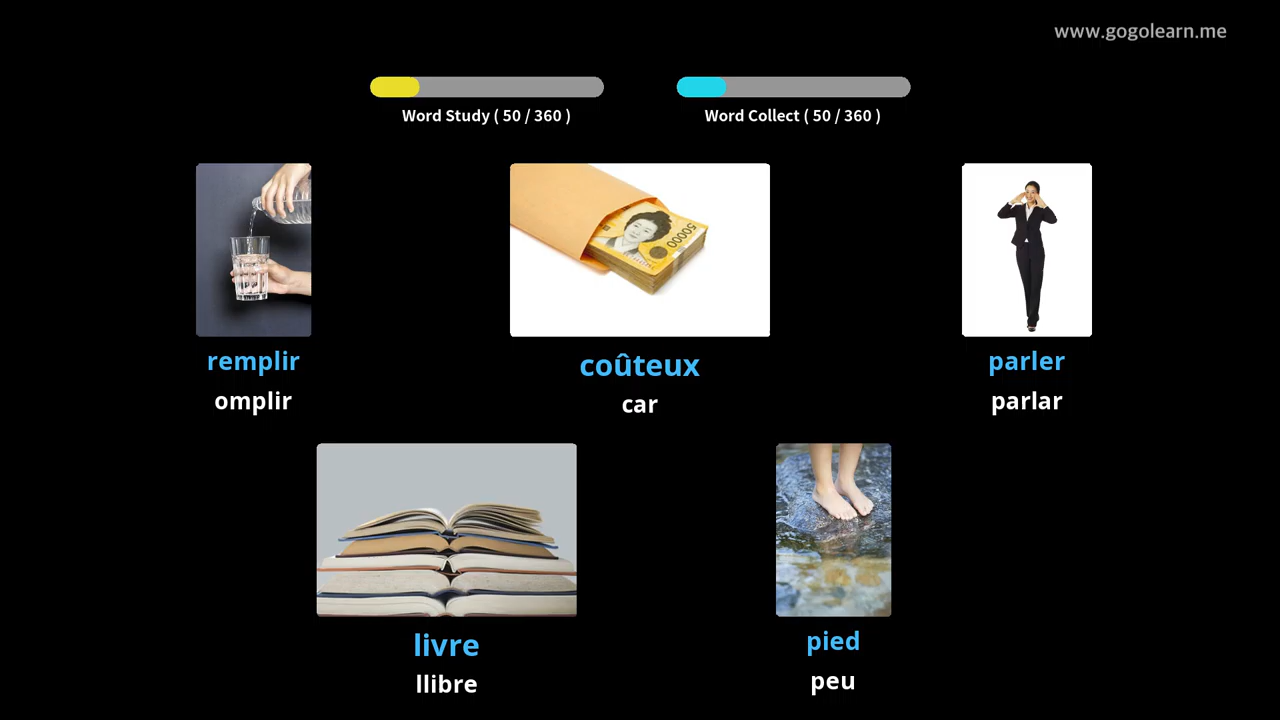 www.gogolearn.me
Word Study ( 50 / 360 )
Word Collect ( 50 / 360 )
50000
remplir
omplir
coûteux
car
parler
parlar
livre
llibre
pied
peu